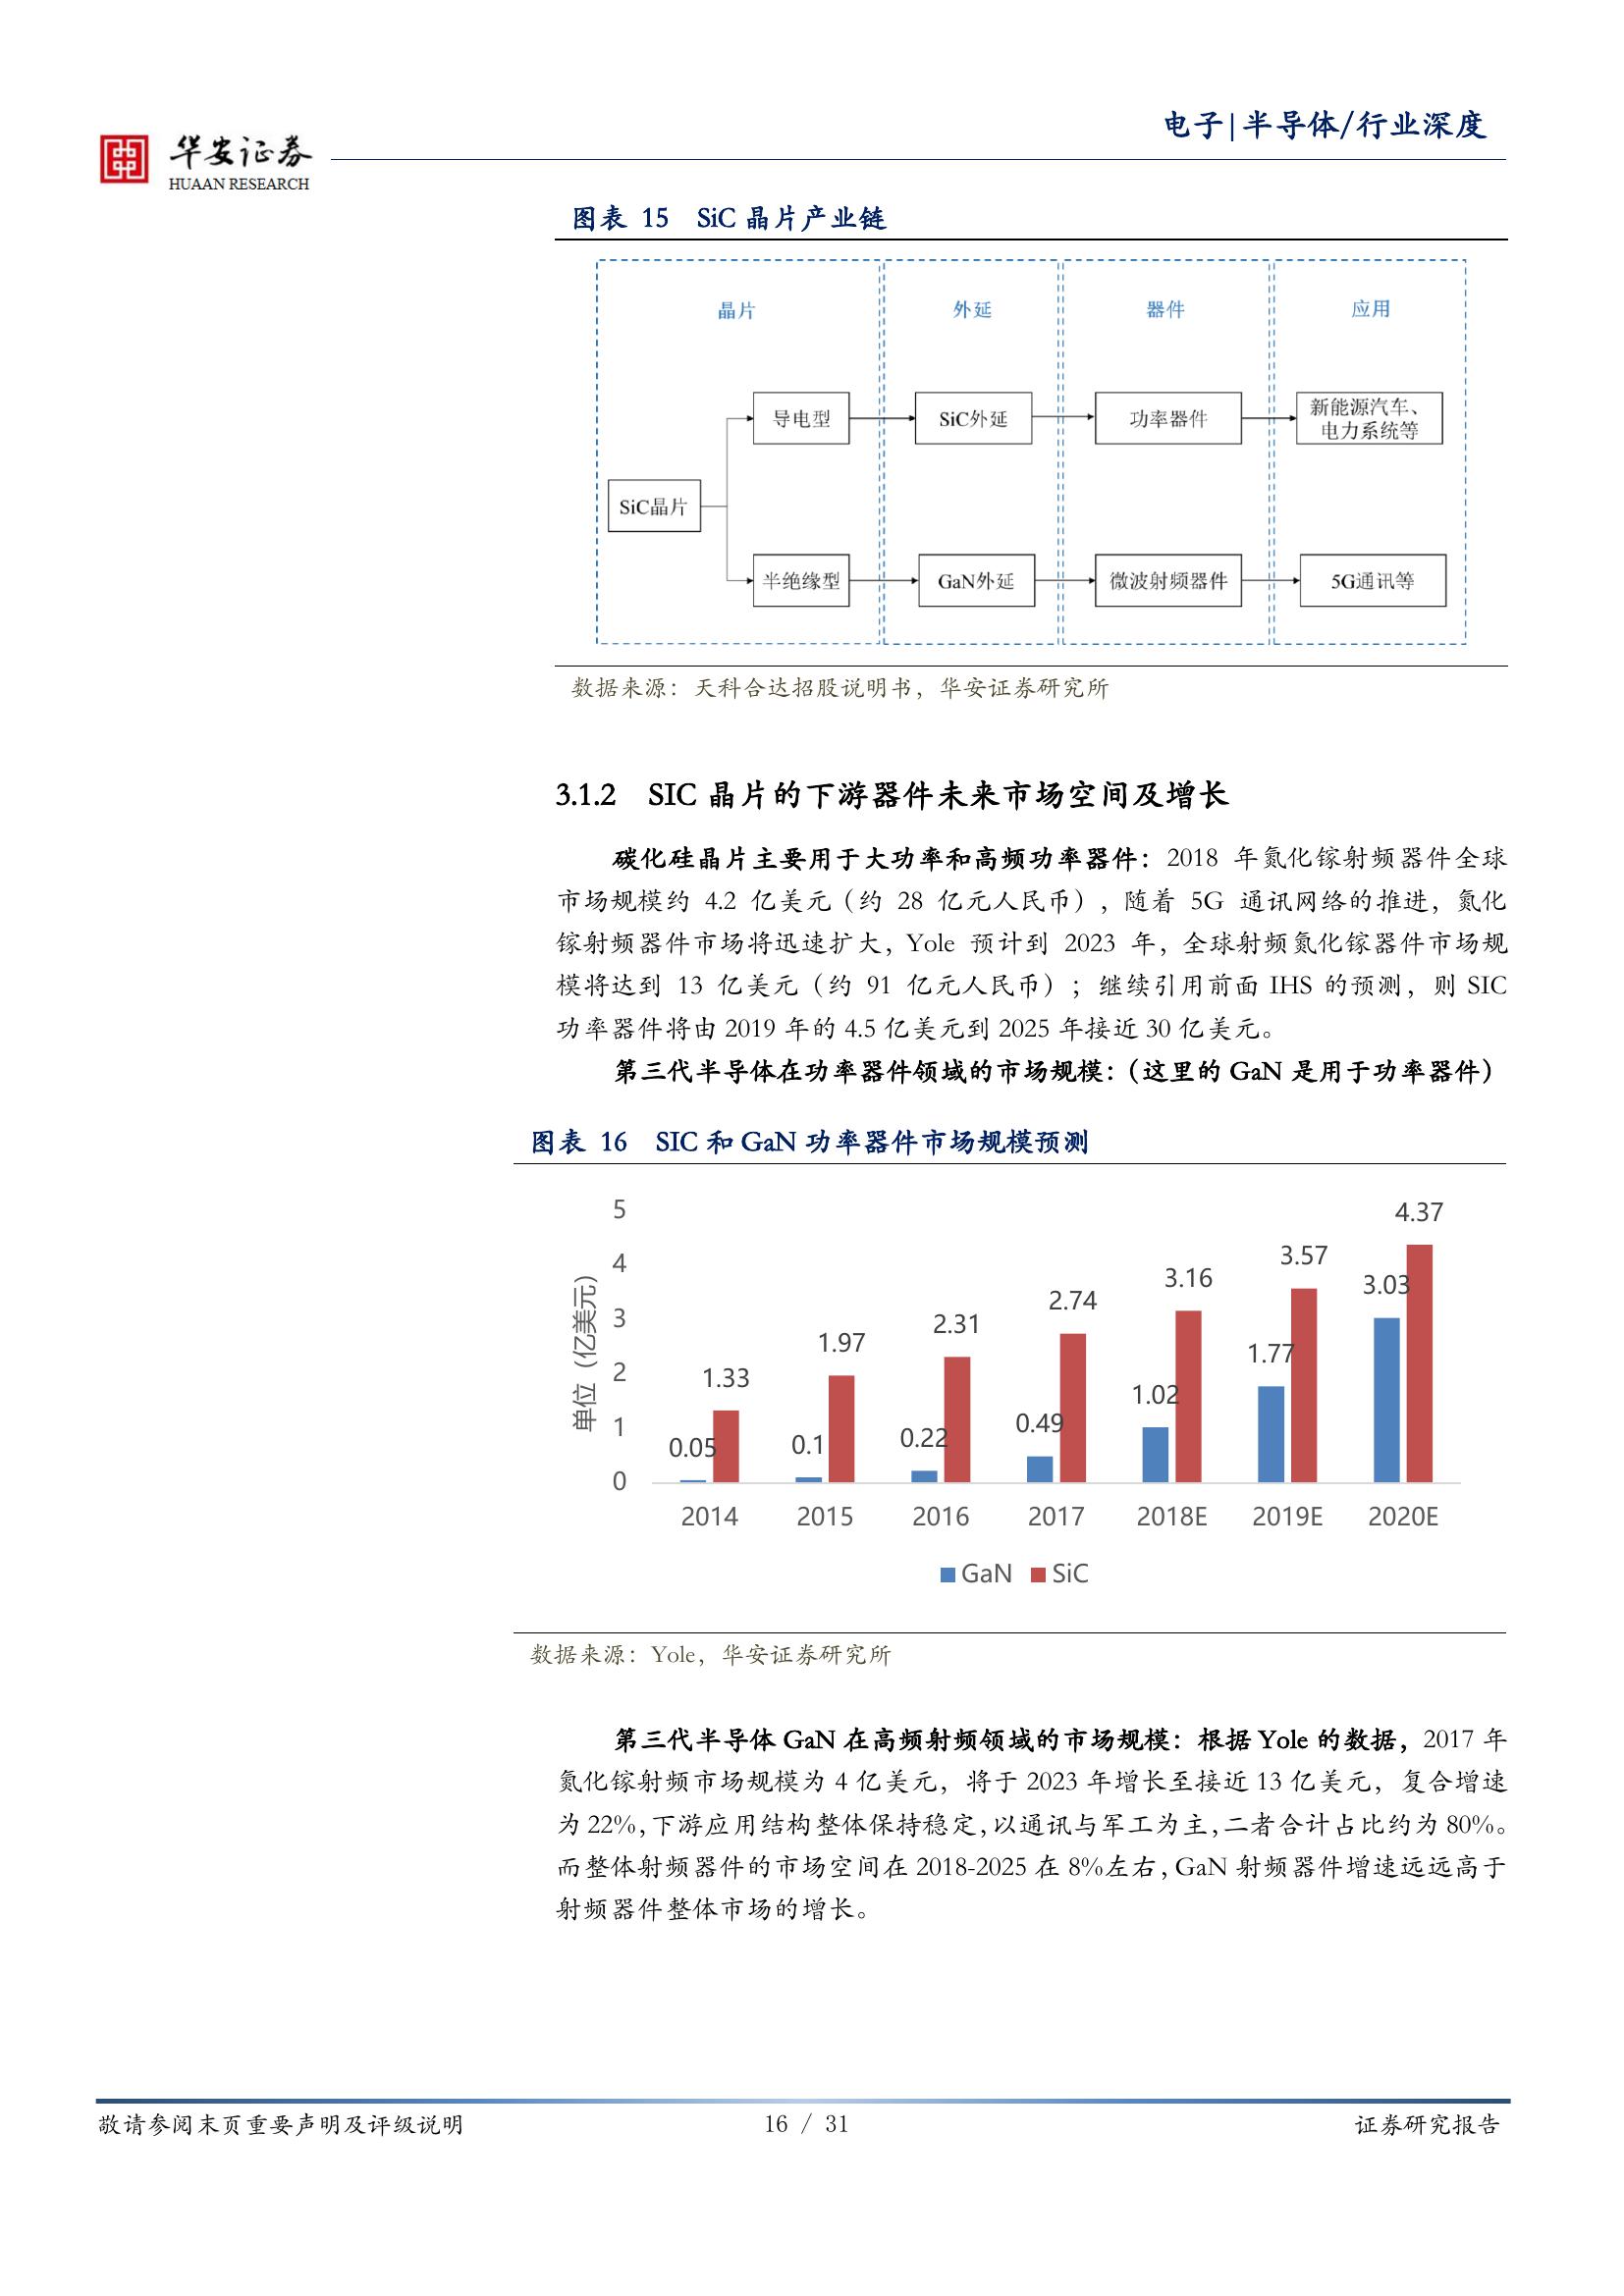 电子|半导体/行业深度
华安证券
HUAAN RESEARCH
图表 15 SiC 晶片产业链
晶片 外延 器件 应用
导电型 SiC外延 功率器件 新能源汽车、
电力系统等
SiC晶片
半绝缘型 GaN外延 微波射频器件 5G通讯等
数据来源：天科合达招股说明书，华安证券研究所
3.1.2 SIC 晶片的下游器件未来市场空间及增长
碳化硅晶片主要用于大功率和高频功率器件：2018 年氮化镓射频器件全球
市场规模约 4.2 亿美元（约 28 亿元人民币），随着 5G 通讯网络的推进，氮化
镓射频器件市场将迅速扩大，Yole 预计到 2023 年，全球射频氮化镓器件市场规
模将达到 13 亿美元（约 91 亿元人民币）；继续引用前面 IHS 的预测，则 SIC
功率器件将由 2019 年的 4.5 亿美元到 2025 年接近 30 亿美元。
第三代半导体在功率器件领域的市场规模：（这里的 GaN 是用于功率器件）
图表 16 SIC 和 GaN 功率器件市场规模预测
单位（亿美元）
5
4
3
2
1
0
0.05 1.33
0.1 1.97
0.22 2.31
0.49 2.74
1.02 3.16
1.77 3.57
3.03 4.37
2014 2015 2016 2017 2018E 2019E 2020E
GaN SiC
数据来源：Yole，华安证券研究所
第三代半导体 GaN 在高频射频领域的市场规模：根据 Yole 的数据，2017 年
氮化镓射频市场规模为 4 亿美元，将于 2023 年增长至接近 13 亿美元，复合增速
为 22%，下游应用结构整体保持稳定，以通讯与军工为主，二者合计占比约为 80%。
而整体射频器件的市场空间在 2018-2025 在 8%左右，GaN 射频器件增速远远高于
射频器件整体市场的增长。
敬请参阅末页重要声明及评级说明 16 / 31 证券研究报告